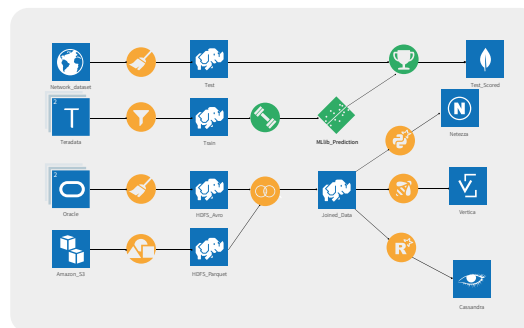 Network_dataset
Test
Test_Scored
2
T
Teradata
Train
MLlib_Prediction
N
Netezza
2
Oracle
HDFS_Avro
Joined_Data
Vertica
Amazon_S3
HDFS_Parquet
R
Cassandra